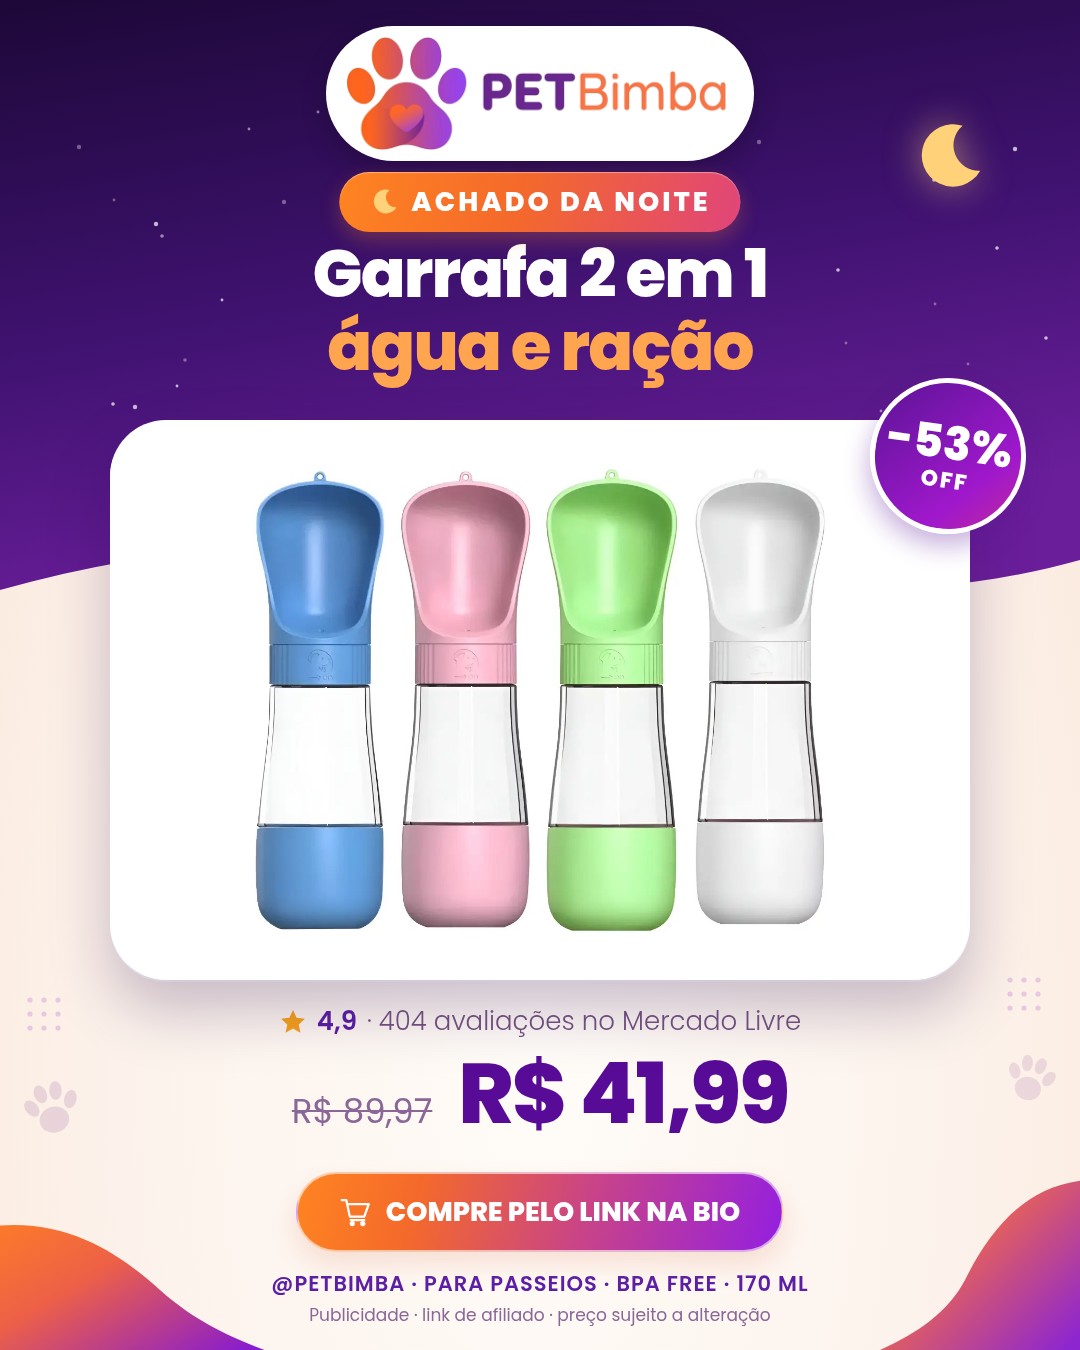 PETBimba
ACHADO DA NOITE
Garrafa 2 em 1
água e ração
-53%
OFF
4,9 · 404 avaliações no Mercado Livre
R$ 89,97 R$ 41,99
COMPRE PELO LINK NA BIO
@PETBIMBA · PARA PASSEIOS · BPA FREE · 170 ML
Publicidade · link de afiliado · preço sujeito a alteração